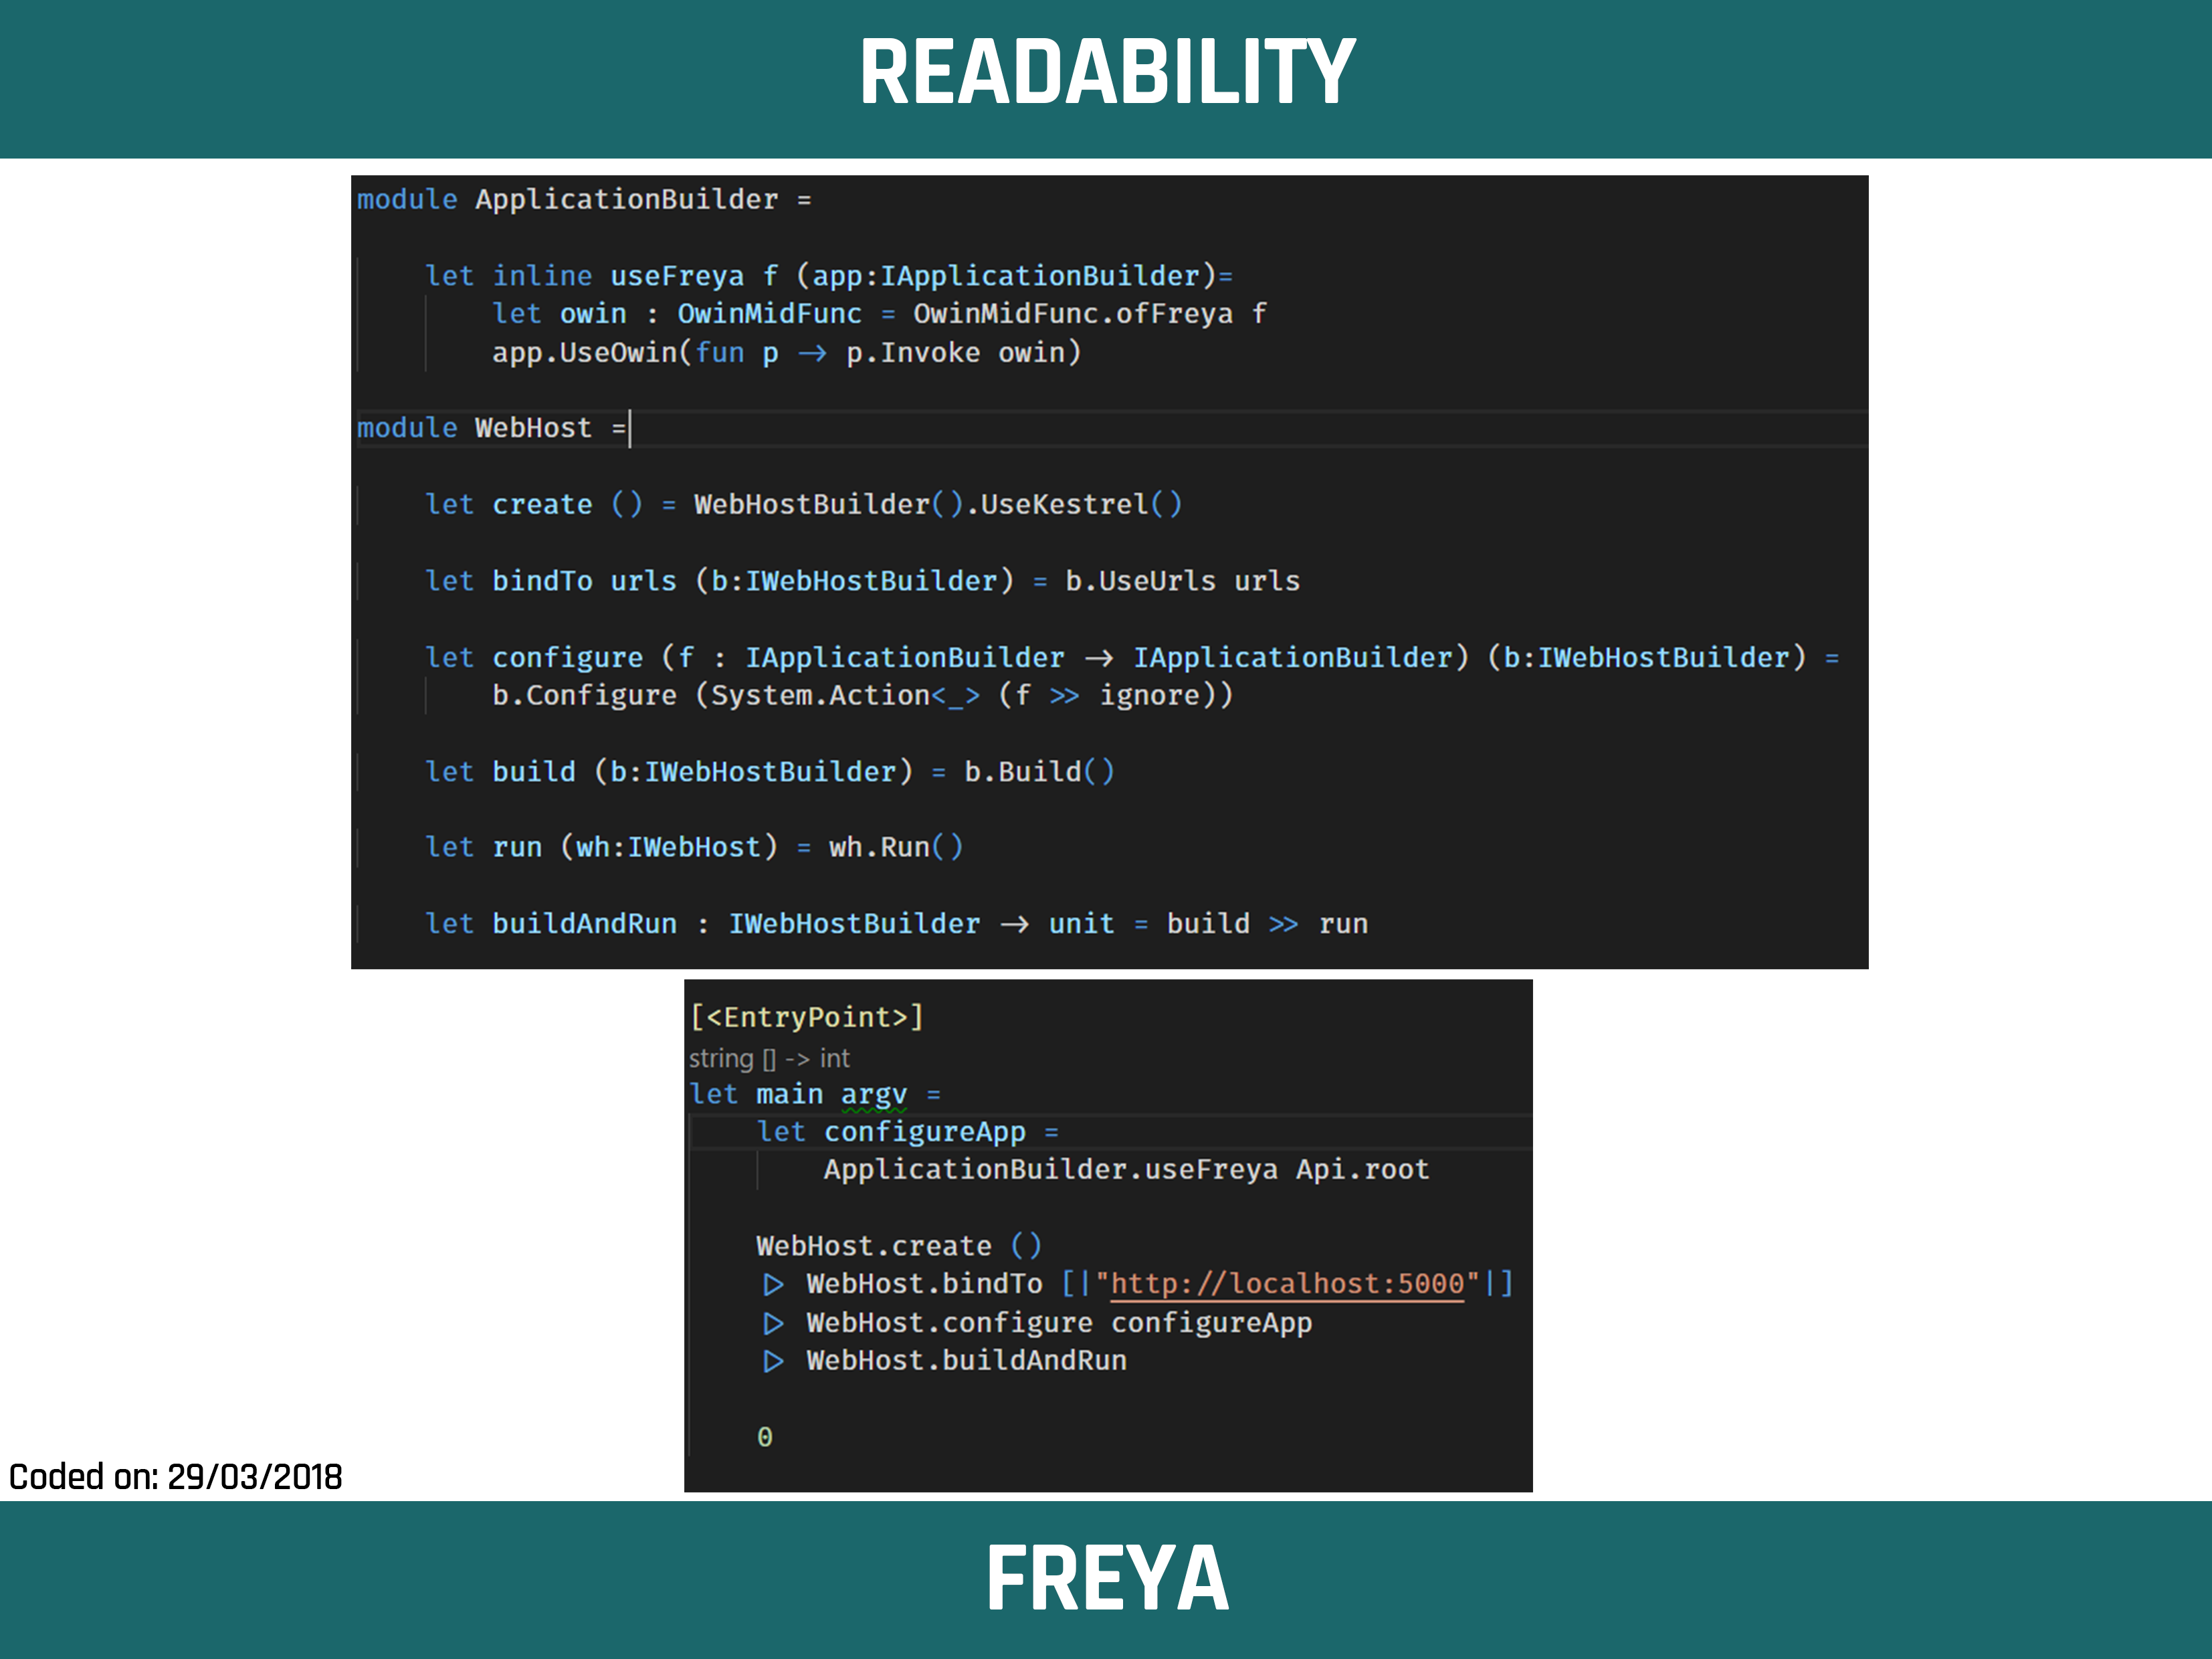 READABILITY
module ApplicationBuilder =
let inline useFreya f (app:IApplicationBuilder)=
let owin : OwinMidFunc = OwinMidFunc.ofFreya f
app.UseOwin(fun p → p.Invoke owin)
module WebHost =
let create () = WebHostBuilder().UseKestrel()
let bindTo urls (b:IWebHostBuilder) = b.UseUrls urls
let configure (f : IApplicationBuilder → IApplicationBuilder) (b:IWebHostBuilder) =
b.Configure (System.Action<_> (f >> ignore))
let build (b:IWebHostBuilder) = b.Build()
let run (wh:IWebHost) = wh.Run()
let buildAndRun : IWebHostBuilder → unit = build >> run
[<EntryPoint>]
string [] -> int
let main argv =
let configureApp =
ApplicationBuilder.useFreya Api.root
WebHost.create ()
▷ WebHost.bindTo [|"http://localhost:5000"|]
▷ WebHost.configure configureApp
▷ WebHost.buildAndRun
0
Coded on: 29/03/2018
FREYA